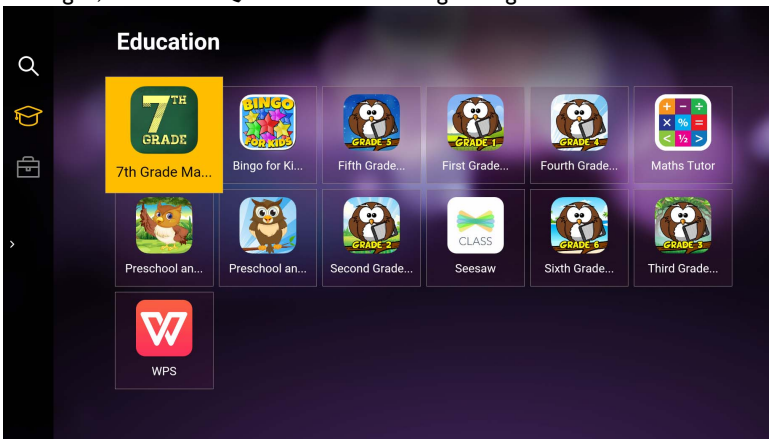 Education
7TH
GRADE
BINGO
FOR KIDS
GRADE 5
GRADE 1
GRADE 4
+ − ÷
× % =
< ½ >
7th Grade Ma...
Bingo for Ki...
Fifth Grade...
First Grade...
Fourth Grade...
Maths Tutor
GRADE 2
CLASS
GRADE 6
GRADE 3
Preschool an...
Preschool an...
Second Grade...
Seesaw
Sixth Grade...
Third Grade...
W
WPS